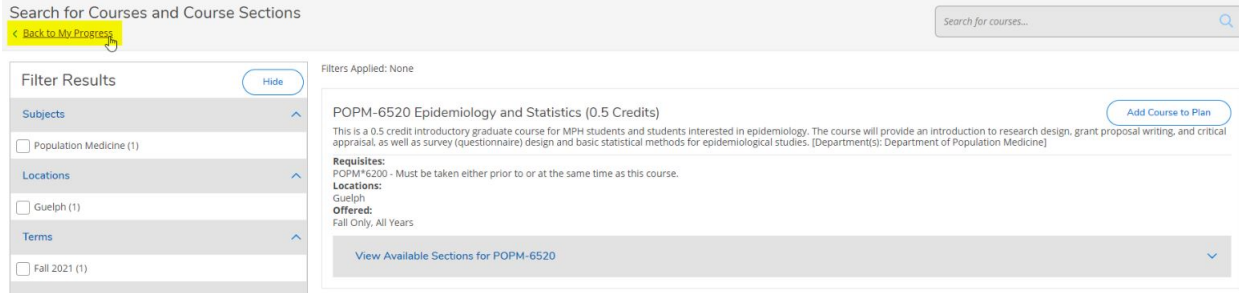 Search for Courses and Course Sections
< Back to My Progress
Search for courses...
Filter Results
Hide
Subjects
Population Medicine (1)
Locations
Guelph (1)
Terms
Fall 2021 (1)
Filters Applied: None
POPM-6520 Epidemiology and Statistics (0.5 Credits)
Add Course to Plan
This is a 0.5 credit introductory graduate course for MPH students and students interested in epidemiology. The course will provide an introduction to research design, grant proposal writing, and critical
appraisal, as well as survey (questionnaire) design and basic statistical methods for epidemiological studies. [Department(s): Department of Population Medicine]
Requisites:
POPM*6200 - Must be taken either prior to or at the same time as this course.
Locations:
Guelph
Offered:
Fall Only, All Years
View Available Sections for POPM-6520